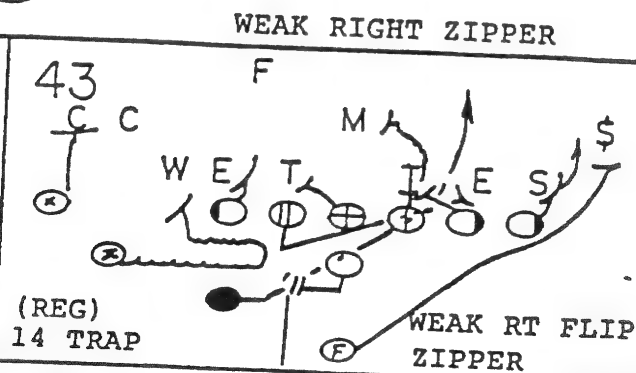 WEAK RIGHT ZIPPER
43
F
C C
M
$
W E T T E S
F
(REG)
14 TRAP
WEAK RT FLIP
ZIPPER